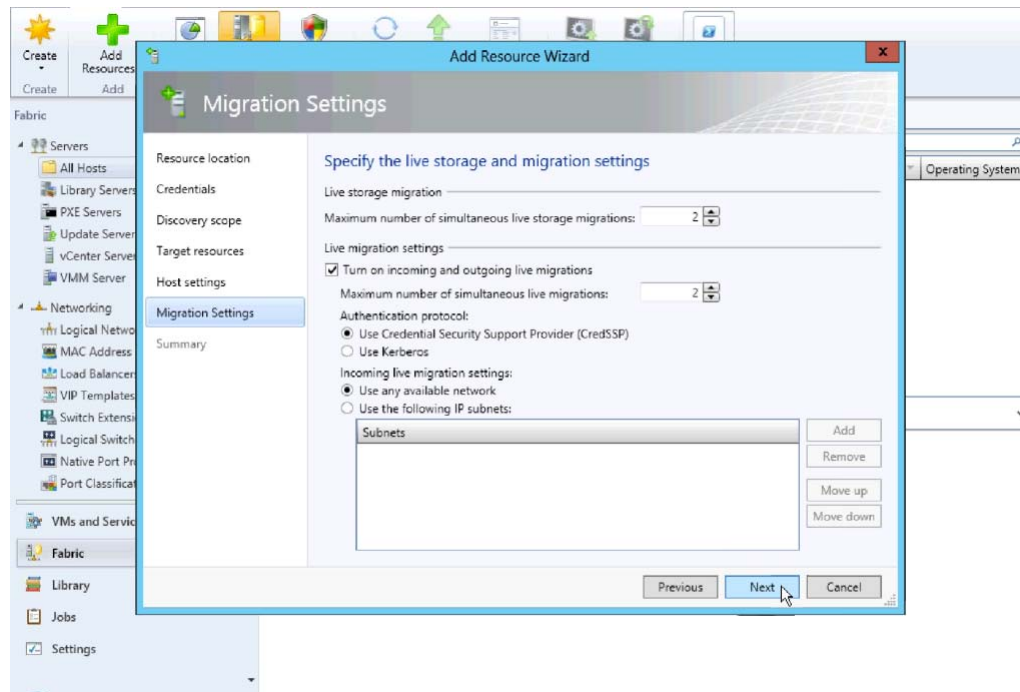 Create
Add
Resources
Create
Add
Add Resource Wizard
x
Migration Settings
Fabric
Servers
All Hosts
Library Servers
PXE Servers
Update Server
vCenter Server
VMM Server
Networking
Logical Netwo
MAC Address
Load Balancer
VIP Templates
Switch Extensi
Logical Switch
Native Port Pr
Port Classificat
VMs and Servic
Fabric
Library
Jobs
Settings
Resource location
Credentials
Discovery scope
Target resources
Host settings
Migration Settings
Summary
Specify the live storage and migration settings
Live storage migration
Maximum number of simultaneous live storage migrations: 2
Live migration settings
Turn on incoming and outgoing live migrations
Maximum number of simultaneous live migrations: 2
Authentication protocol:
Use Credential Security Support Provider (CredSSP)
Use Kerberos
Incoming live migration settings:
Use any available network
Use the following IP subnets:
Subnets
Add
Remove
Move up
Move down
Previous Next Cancel
Operating System